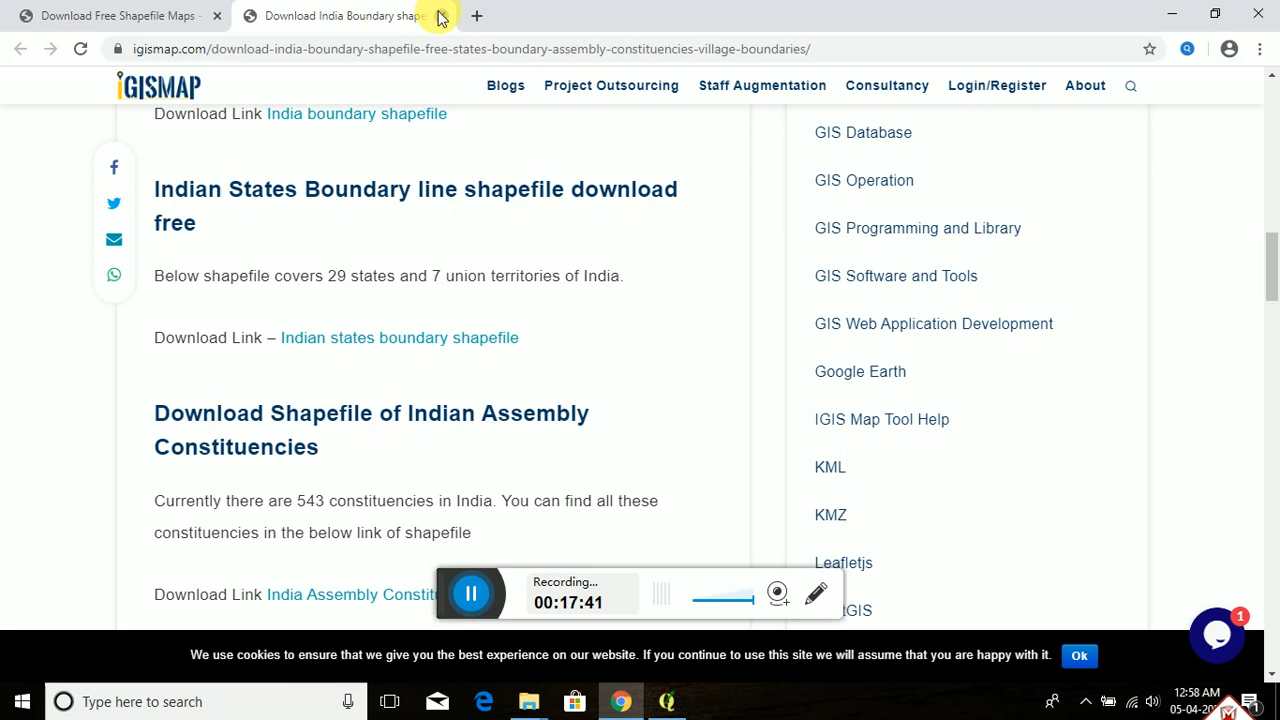 Download Free Shapefile Maps -
Download India Boundary shape
igismap.com/download-india-boundary-shapefile-free-states-boundary-assembly-constituencies-village-boundaries/
iGISMAP
Blogs
Project Outsourcing
Staff Augmentation
Consultancy
Login/Register
About
Download Link India boundary shapefile
Indian States Boundary line shapefile download
free
Below shapefile covers 29 states and 7 union territories of India.
Download Link – Indian states boundary shapefile
Download Shapefile of Indian Assembly
Constituencies
Currently there are 543 constituencies in India. You can find all these
constituencies in the below link of shapefile
Download Link India Assembly Constitu
GIS Database
GIS Operation
GIS Programming and Library
GIS Software and Tools
GIS Web Application Development
Google Earth
IGIS Map Tool Help
KML
KMZ
Leafletjs
tGIS
Recording...
00:17:41
1
We use cookies to ensure that we give you the best experience on our website. If you continue to use this site we will assume that you are happy with it.
Ok
Type here to search
12:58 AM
05-04-20
1